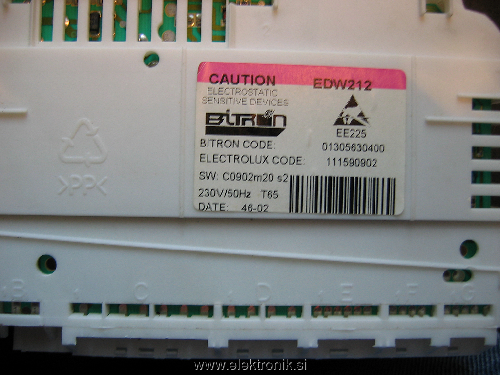 CAUTION EDW212
ELECTROSTATIC
SENSITIVE DEVICES
BiTRON
EE225
BITRON CODE: 01305630400
ELECTROLUX CODE: 111590902
SW: C0902m20 s2
230V/50Hz T65
DATE: 46-02
>PP<
B C D E F G
www.elektronik.si